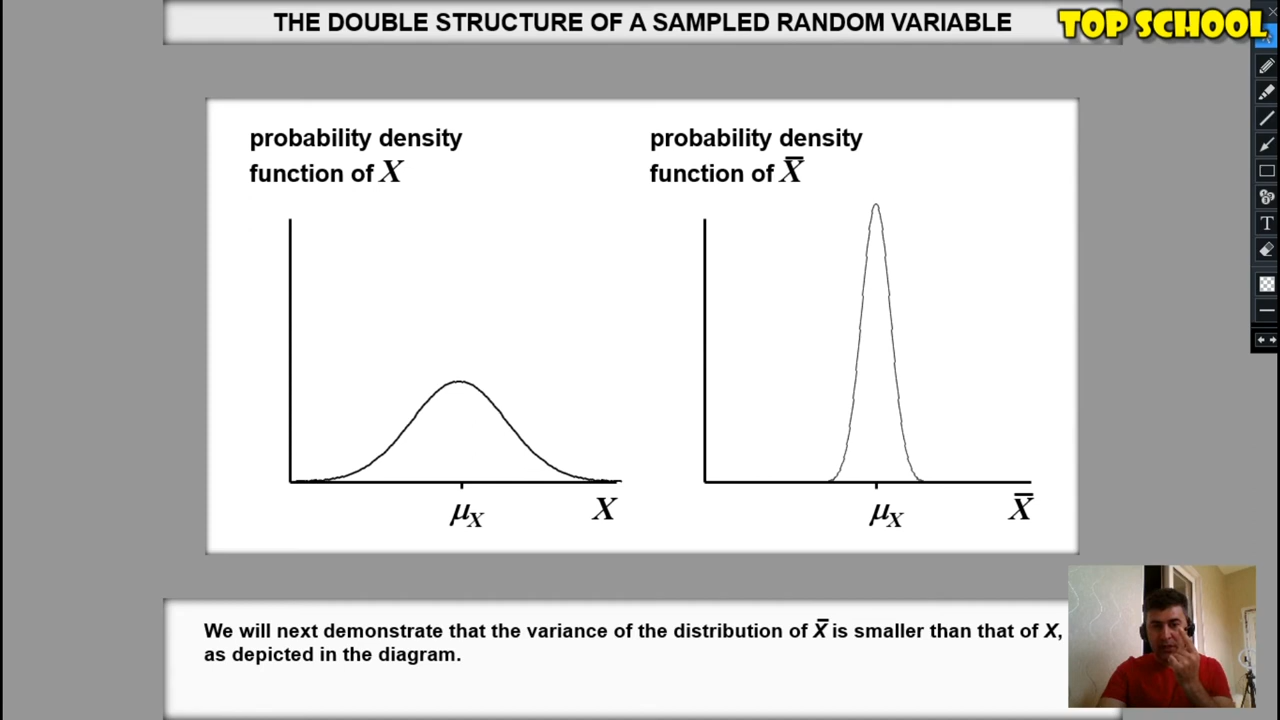 THE DOUBLE STRUCTURE OF A SAMPLED RANDOM VARIABLE
TOP SCHOOL
probability density
function of X
probability density
function of X̅
μX
X
μX
X̅
T
We will next demonstrate that the variance of the distribution of X̅ is smaller than that of X,
as depicted in the diagram.